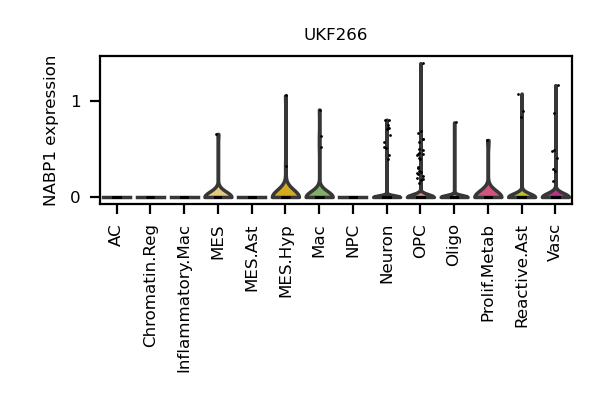 UKF266
NABP1 expression
1
0
AC
Chromatin.Reg
Inflammatory.Mac
MES
MES.Ast
MES.Hyp
Mac
NPC
Neuron
OPC
Oligo
Prolif.Metab
Reactive.Ast
Vasc